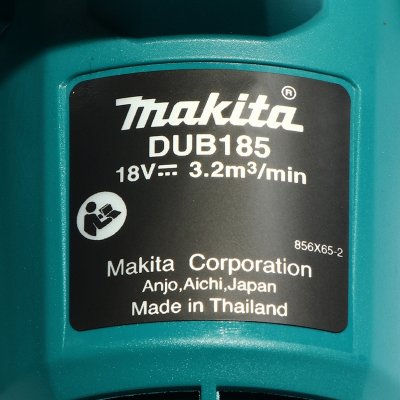 makita®
DUB185
18V⎓ 3.2m³/min
856X65-2
Makita Corporation
Anjo,Aichi,Japan
Made in Thailand